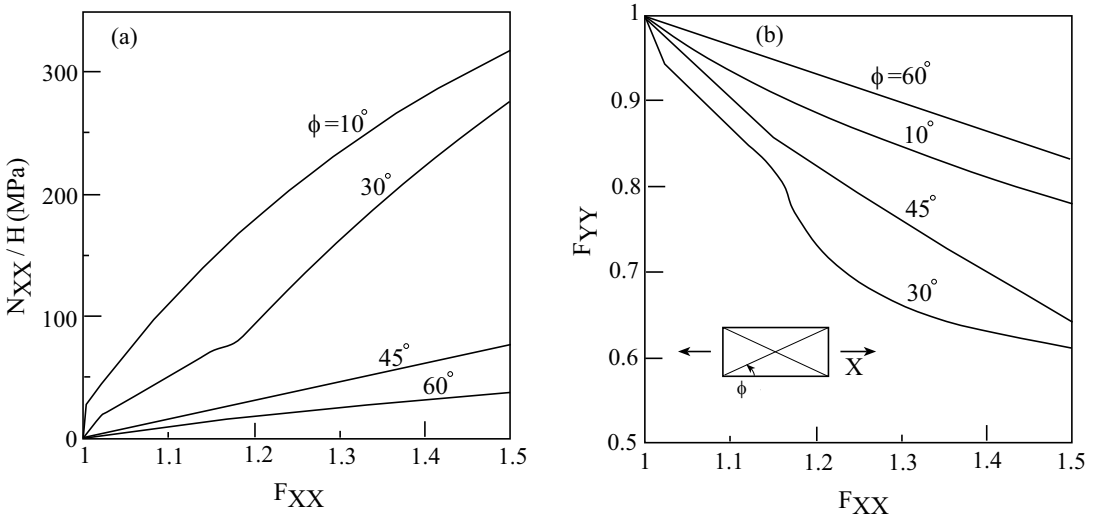 (a)
300
200
100
0
N_XX / H (MPa)
ϕ=10°
30°
45°
60°
1 1.1 1.2 1.3 1.4 1.5
F_XX
(b)
1
0.9
0.8
0.7
0.6
0.5
F_YY
ϕ=60°
10°
45°
30°
X
ϕ
1 1.1 1.2 1.3 1.4 1.5
F_XX